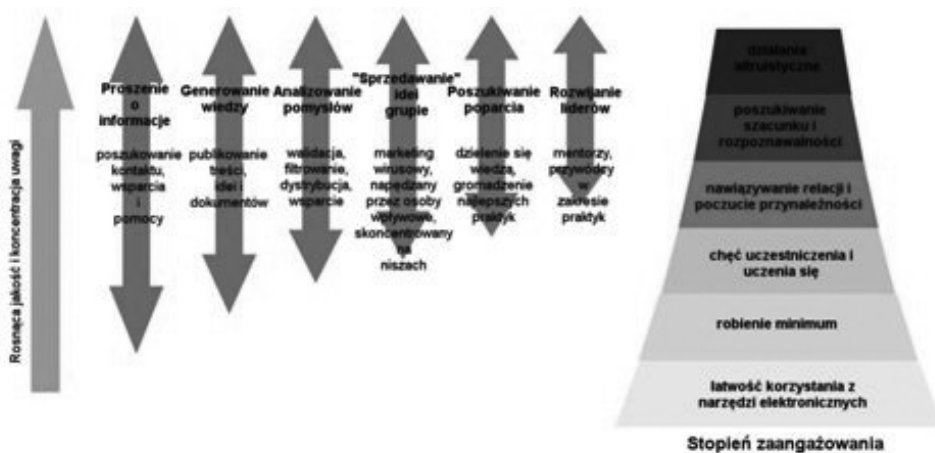 Rosnąca jakość i koncentracja uwagi
Proszenie
o
informacje
poszukowanie
kontaktu,
wsparcia
i
pomocy
Generowanie
wiedzy
publikowanie
treści,
idei i
dokumentów
Analizowanie
pomysłów
walidacja,
filtrowanie,
dystrybucja,
wsparcie
"Sprzedawanie"
idei
grupie
marketing
wirusowy,
napędzany
przez osoby
wpływowe,
skoncentrowany
na
niszach
Poszukiwanie
poparcia
dzielenie się
wiedzą,
gromadzenie
najlepszych
praktyk
Rozwijanie
liderów
mentorzy,
przywódzy
w
zakresie
praktyk
działania
altruistyczne
poszukiwanie
szacunku i
rozpoznawalności
nawiązywanie relacji i
poczucie przynależności
chęć uczestniczenia i
uczenia się
robienie minimum
łatwość korzystania z
narzędzi elektronicznych
Stopień zaangażowania